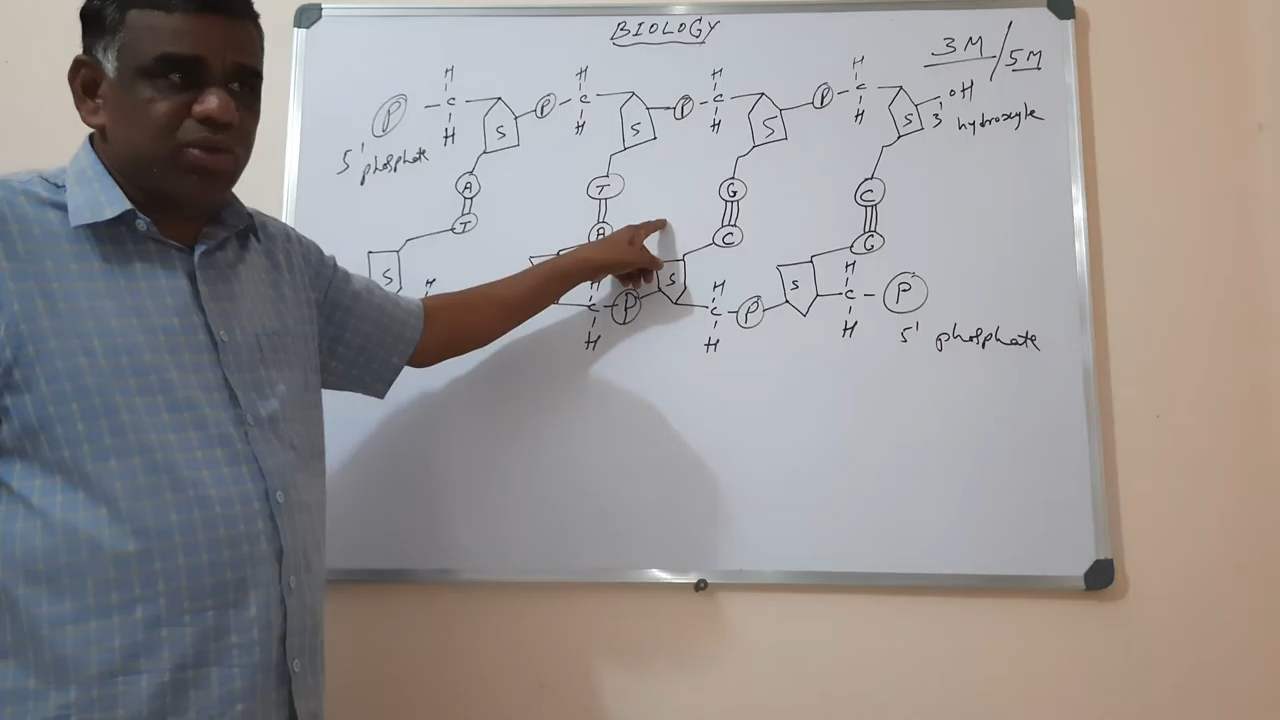 BIOLOGY
3M/5M
H H H H
P C P C P C P C OH
H H H H
S S S S 3' hydroxyle
5' phosphate
A T G C
T A C G
S S S
H H H H
C P C P C P
H H H
5' phosphate